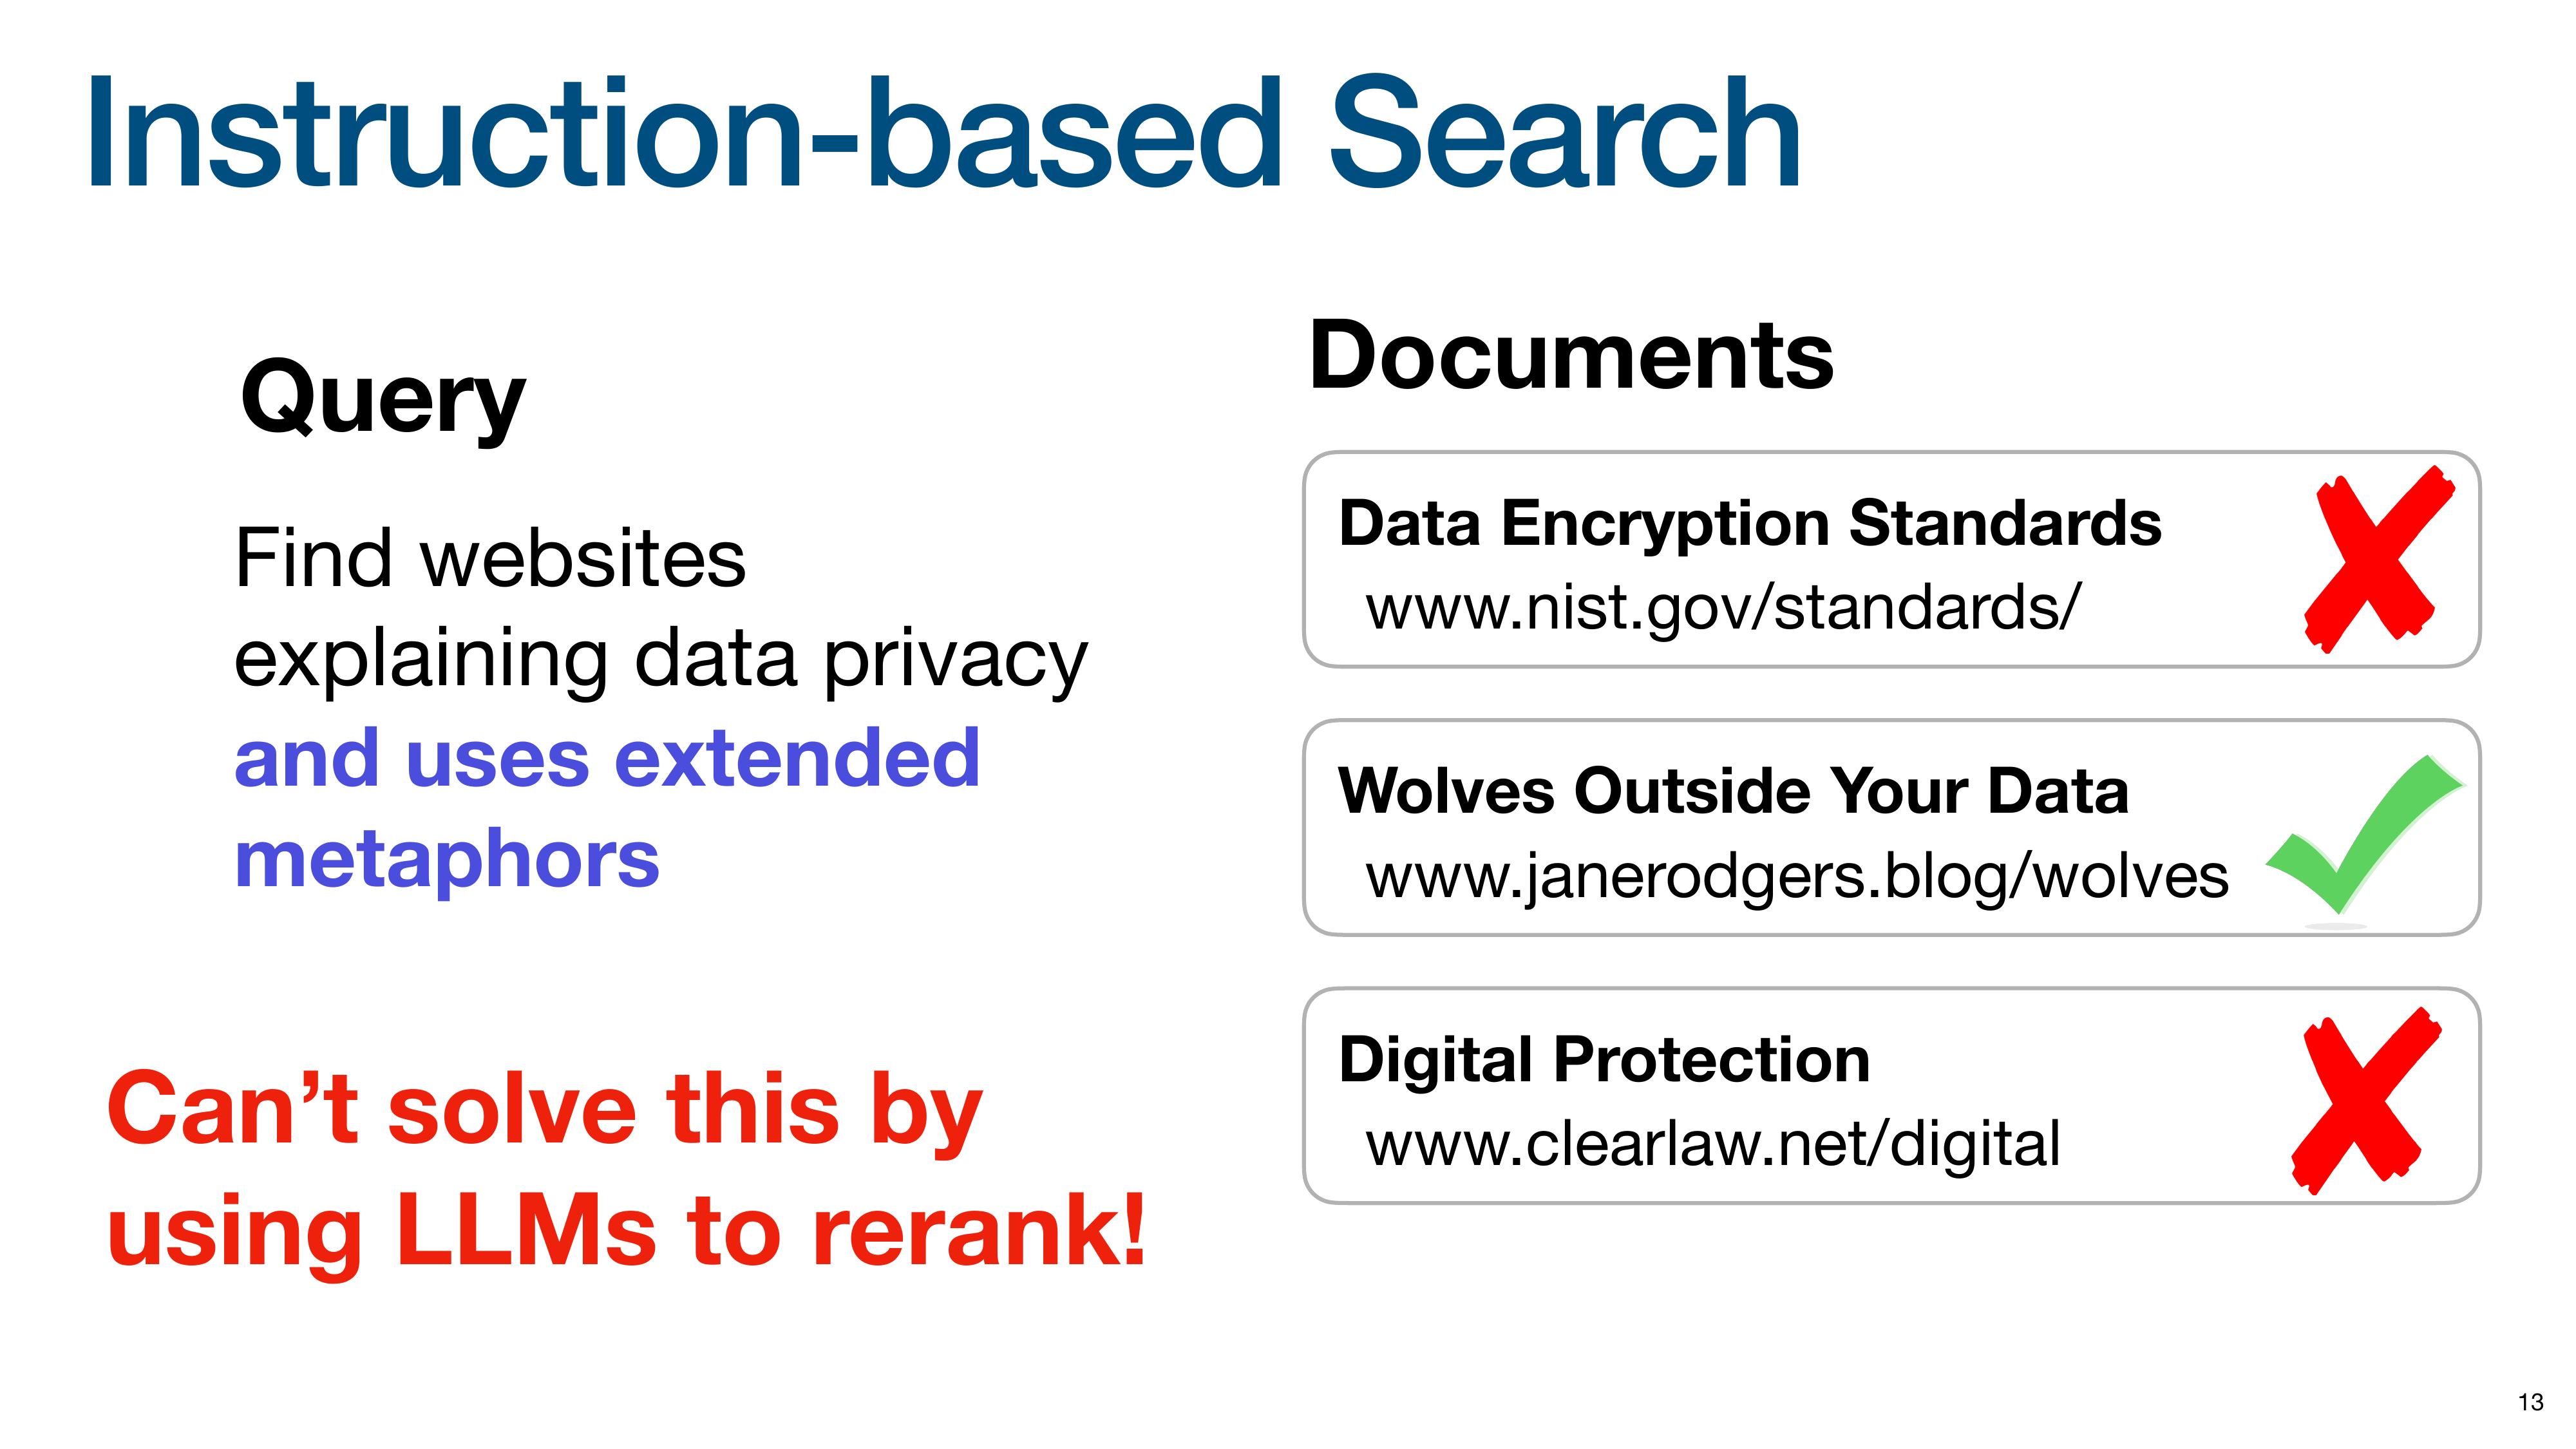 Instruction-based Search
Query
Find websites
explaining data privacy
and uses extended
metaphors
Can’t solve this by
using LLMs to rerank!
Documents
Data Encryption Standards
www.nist.gov/standards/
Wolves Outside Your Data
www.janerodgers.blog/wolves
Digital Protection
www.clearlaw.net/digital
13